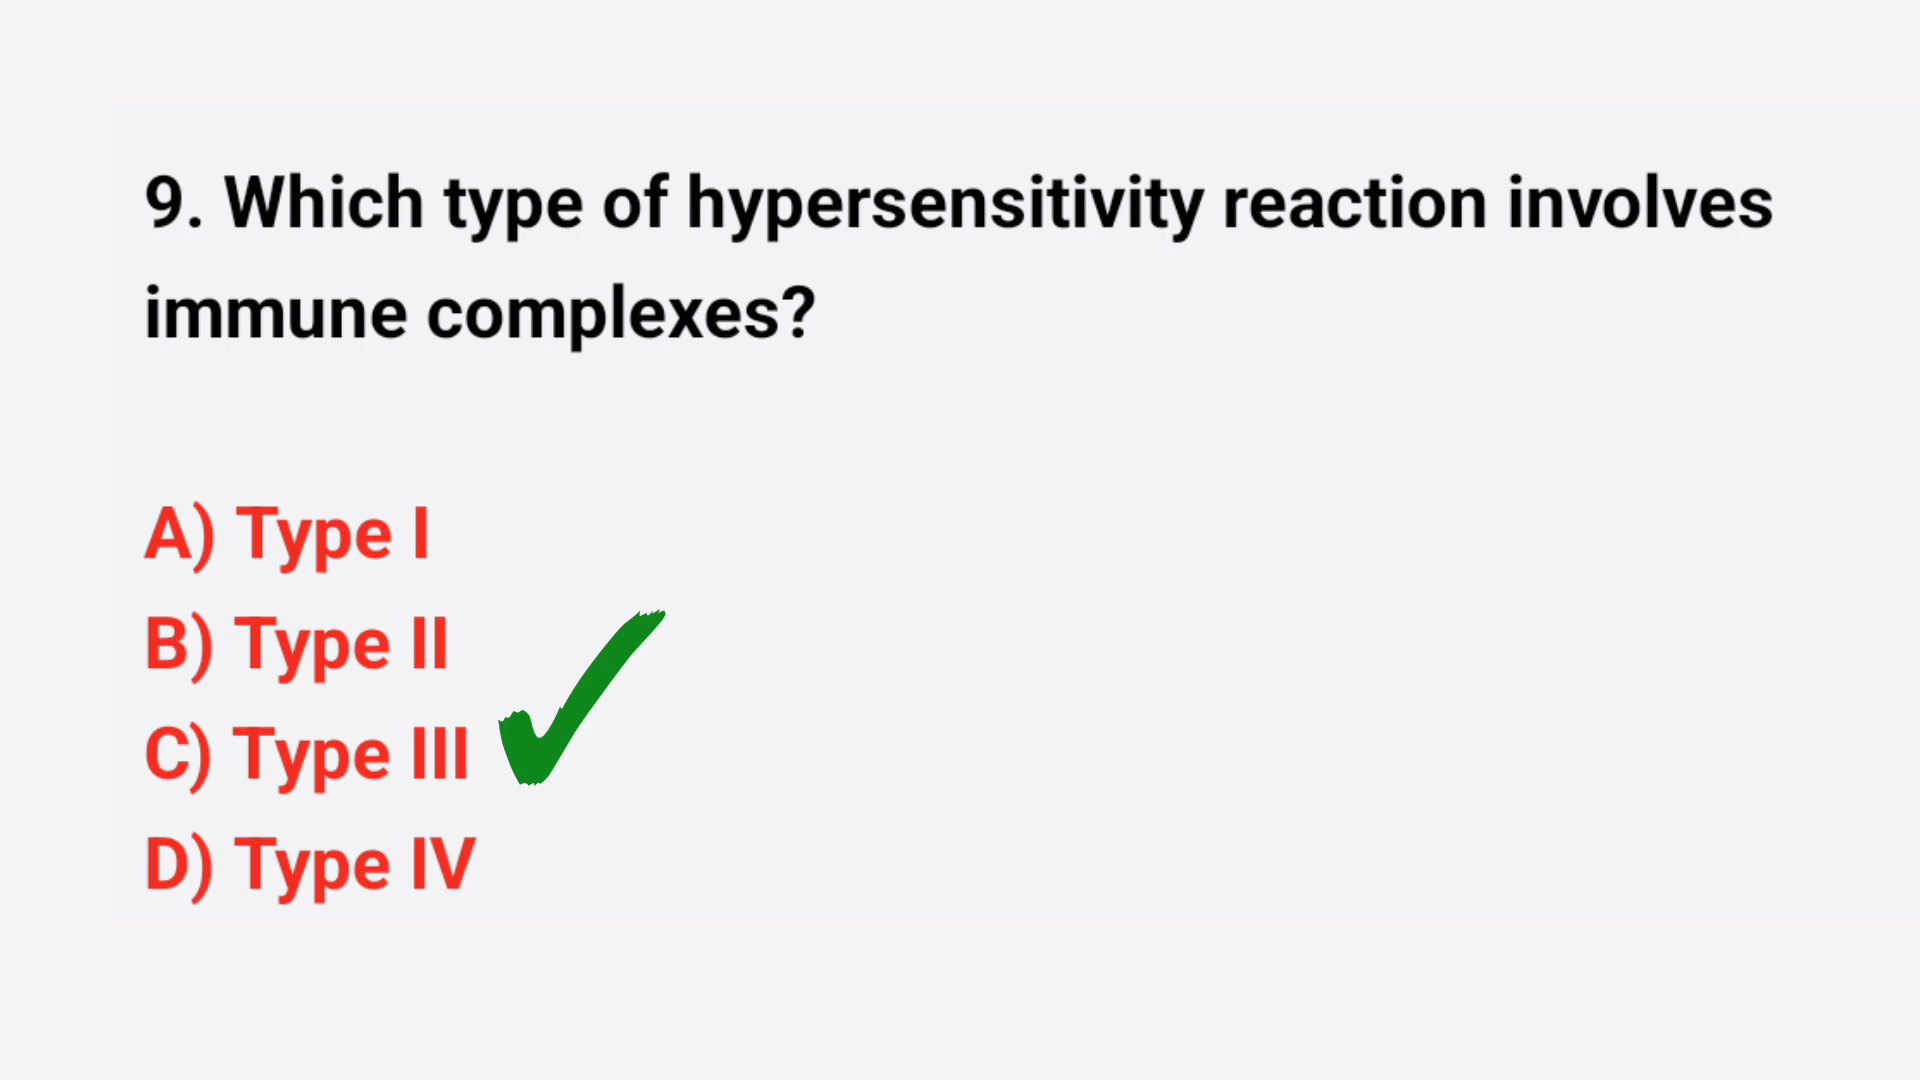 9. Which type of hypersensitivity reaction involves
immune complexes?
A) Type I
B) Type II
C) Type III
D) Type IV